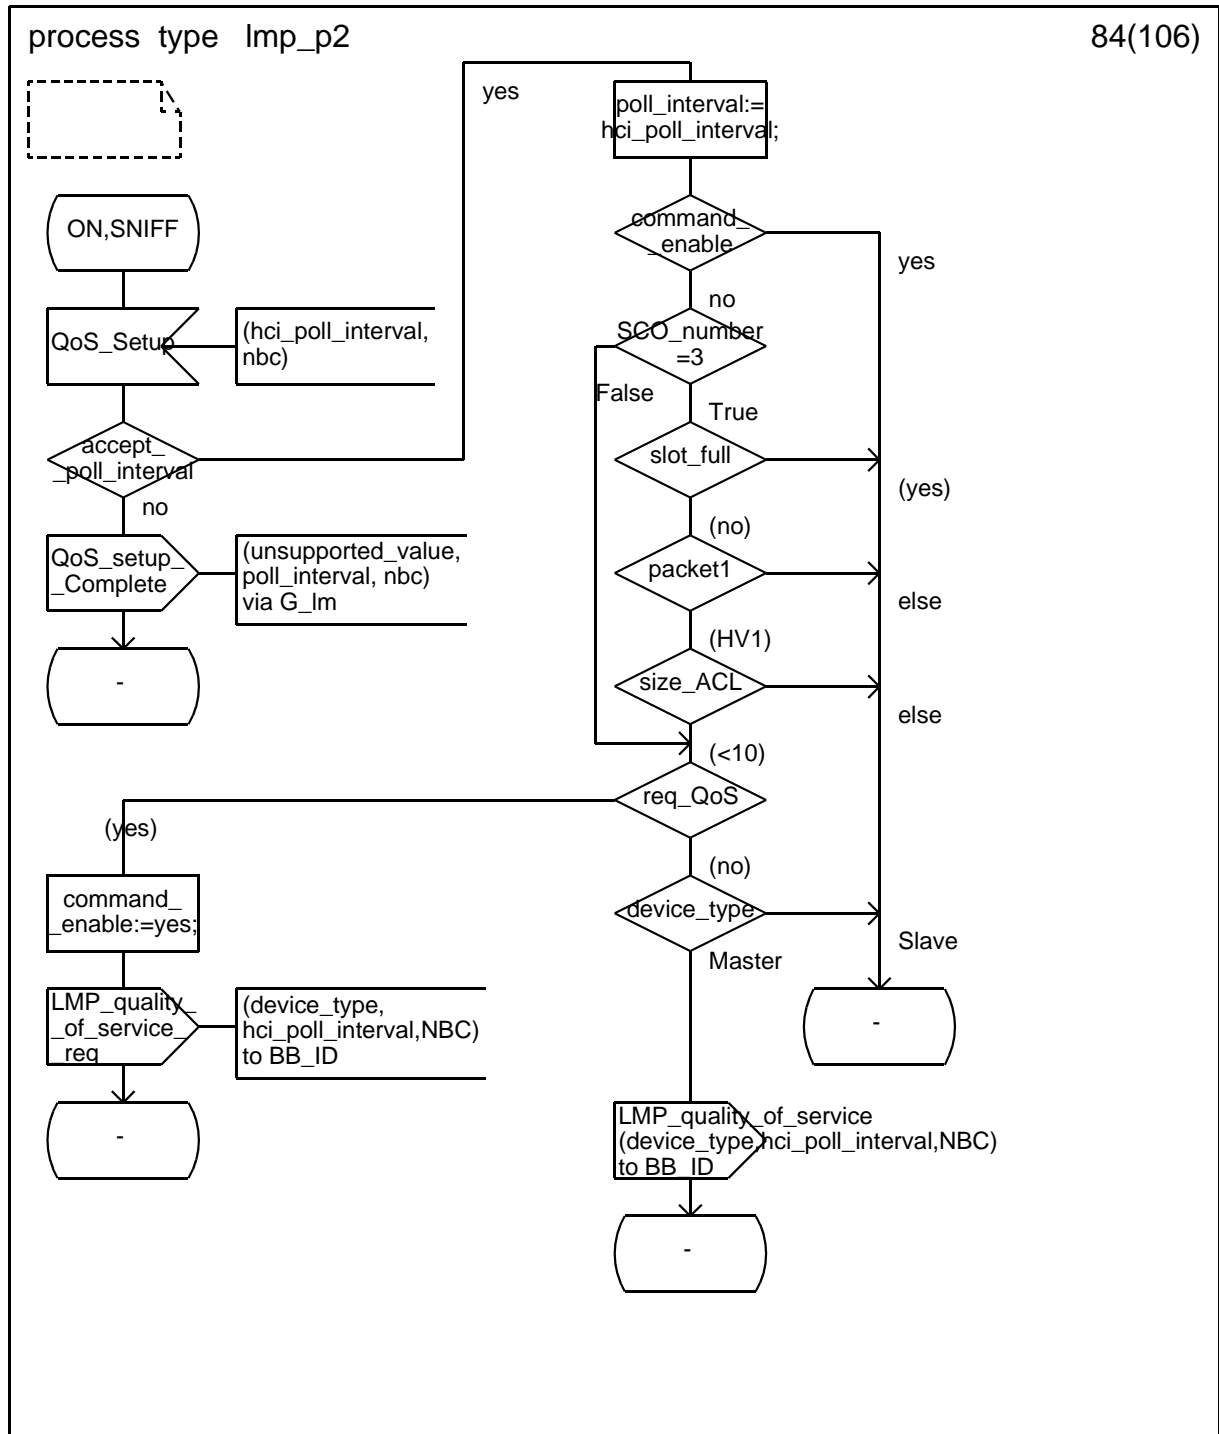 process type lmp_p2
84(106)
ON,SNIFF
QoS_Setup
(hci_poll_interval,
nbc)
accept_
_poll_interval
yes
no
QoS_setup_
_Complete
(unsupported_value,
poll_interval, nbc)
via G_lm
-
poll_interval:=
hci_poll_interval;
command_
_enable
yes
no
SCO_number
=3
False
True
slot_full
(yes)
(no)
packet1
else
(HV1)
size_ACL
else
(<10)
req_QoS
(yes)
(no)
command_
_enable:=yes;
LMP_quality_
_of_service_
_req
(device_type,
hci_poll_interval,NBC)
to BB_ID
-
device_type
Slave
Master
-
LMP_quality_of_service
(device_type,hci_poll_interval,NBC)
to BB_ID
-